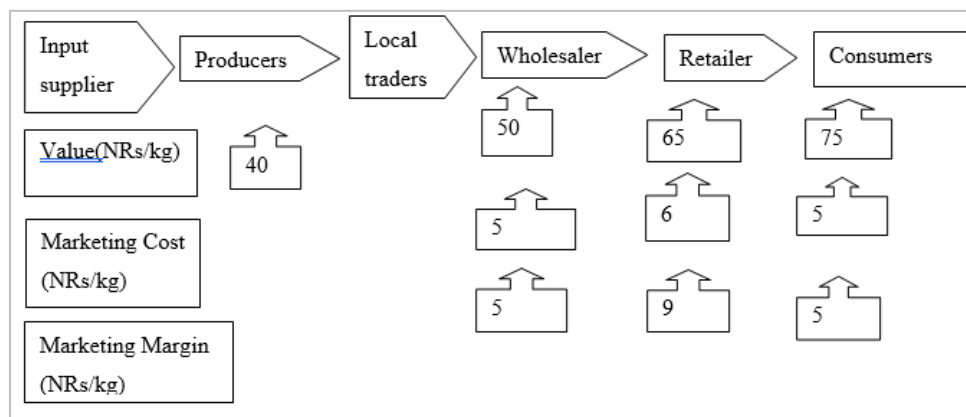 Input
supplier
Producers
Local
traders
Wholesaler
Retailer
Consumers
Value(NRs/kg)
40
50
65
75
Marketing Cost
(NRs/kg)
5
6
5
Marketing Margin
(NRs/kg)
5
9
5